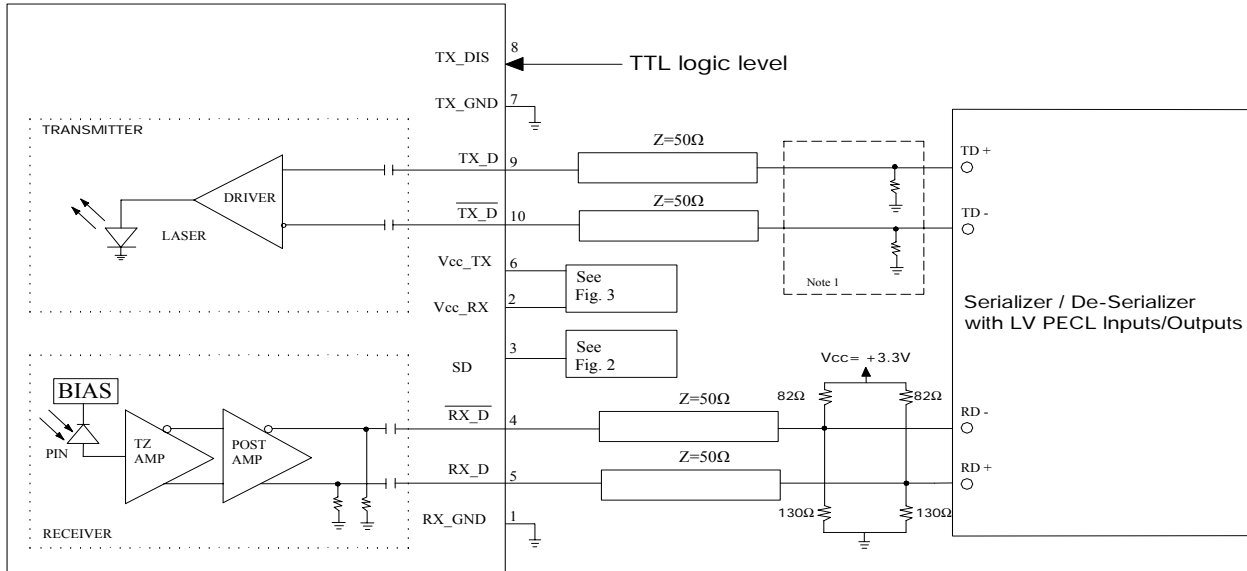 TX_DIS
8
TTL logic level
TX_GND
7
TRANSMITTER
TX_D
9
Z=50Ω
TD +
DRIVER
LASER
TX_D
10
Z=50Ω
TD -
Note 1
Vcc_TX
6
See
Fig. 3
Vcc_RX
2
Serializer / De-Serializer
with LV PECL Inputs/Outputs
SD
3
See
Fig. 2
Vcc= +3.3V
82Ω
82Ω
BIAS
PIN
TZ
AMP
POST
AMP
RX_D
4
Z=50Ω
RD -
RX_D
5
Z=50Ω
RD +
130Ω
130Ω
RX_GND
1
RECEIVER